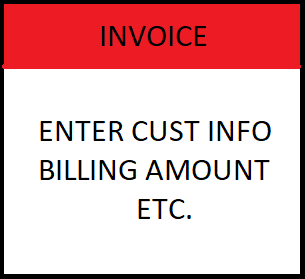 INVOICE
ENTER CUST INFO
BILLING AMOUNT
ETC.